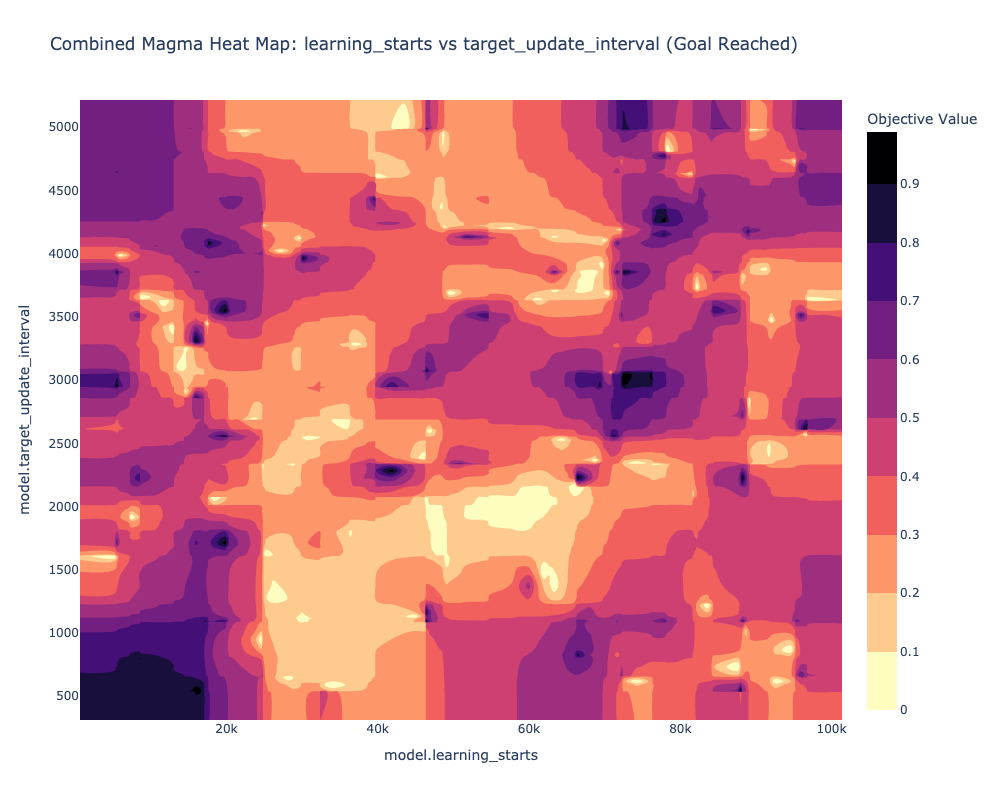 Combined Magma Heat Map: learning_starts vs target_update_interval (Goal Reached)
Objective Value
0.9
0.8
0.7
0.6
0.5
0.4
0.3
0.2
0.1
0
5000
4500
4000
3500
3000
2500
2000
1500
1000
500
model.target_update_interval
20k
40k
60k
80k
100k
model.learning_starts